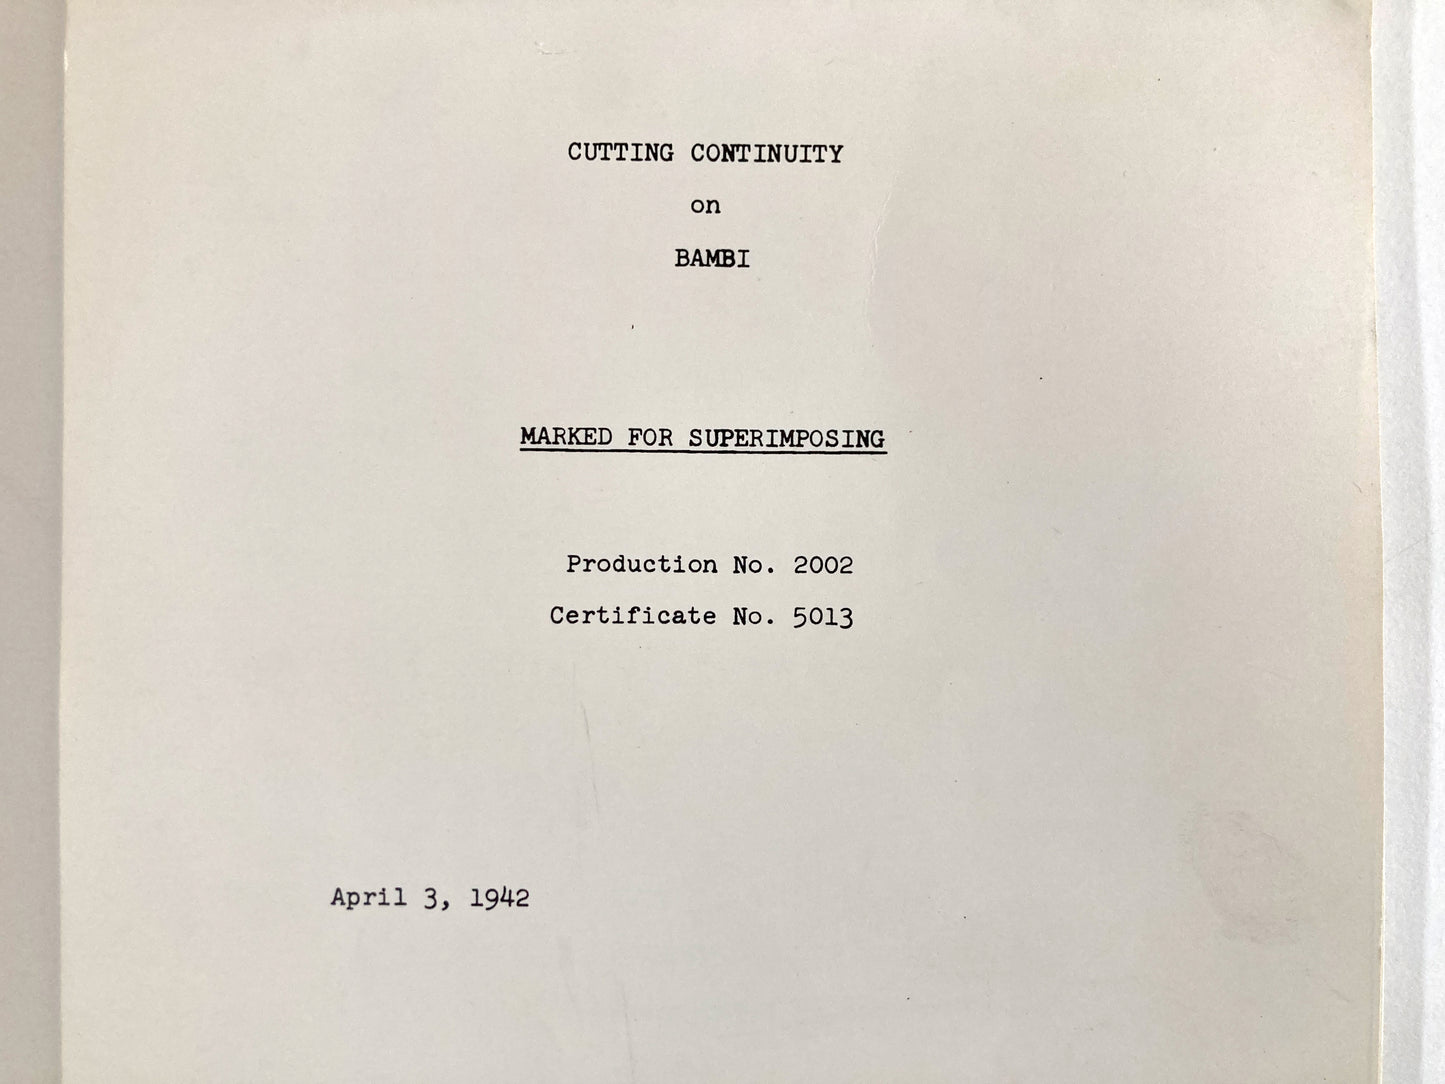 CUTTING CONTINUITY
on
BAMBI
MARKED FOR SUPERIMPOSING
Production No. 2002
Certificate No. 5013
April 3, 1942